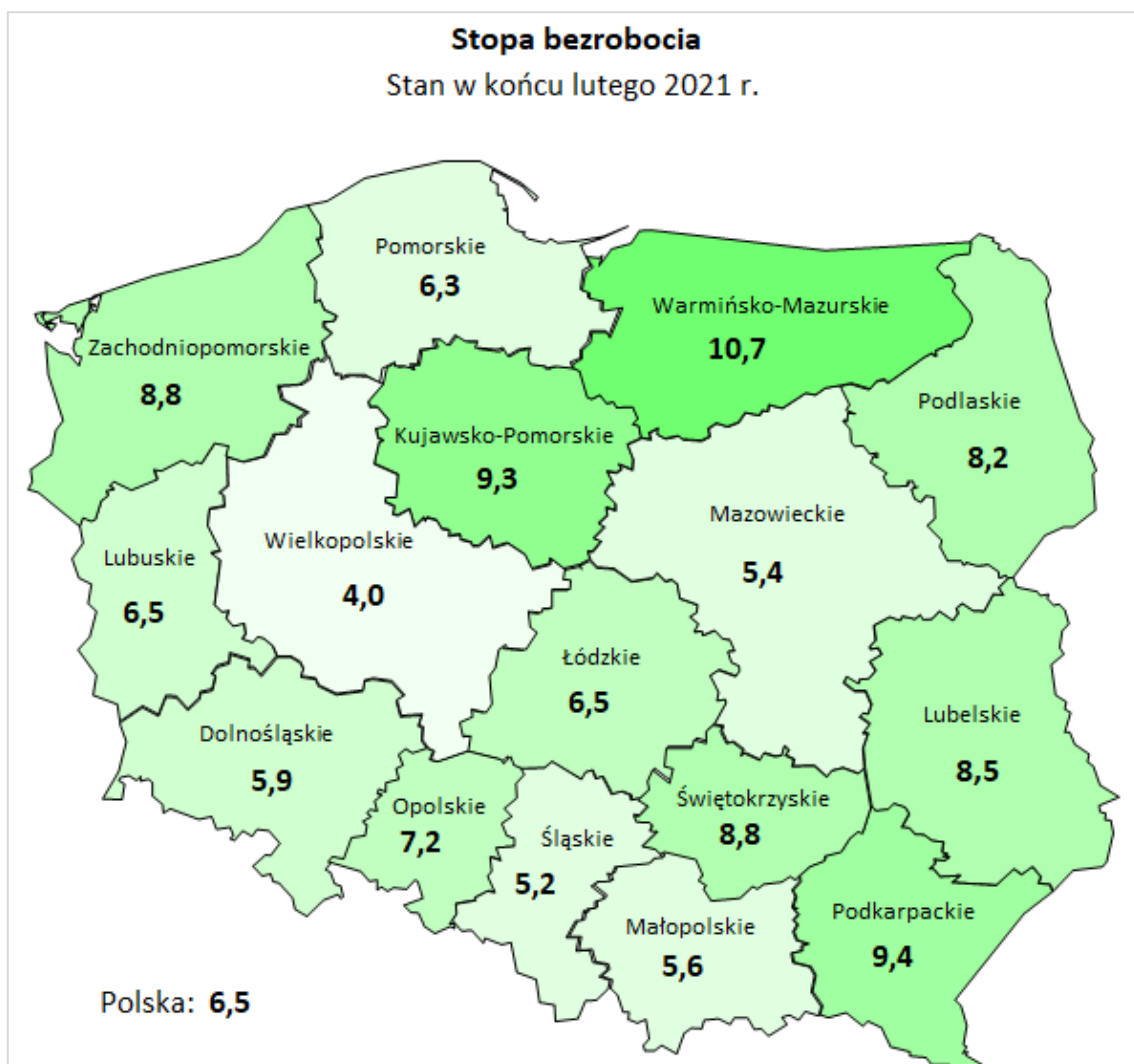 Stopa bezrobocia
Stan w końcu lutego 2021 r.
Pomorskie
6,3
Warmińsko-Mazurskie
10,7
Zachodniopomorskie
8,8
Podlaskie
8,2
Kujawsko-Pomorskie
9,3
Mazowieckie
5,4
Wielkopolskie
4,0
Lubuskie
6,5
Łódzkie
6,5
Lubelskie
8,5
Dolnośląskie
5,9
Opolskie
7,2
Śląskie
5,2
Świętokrzyskie
8,8
Małopolskie
5,6
Podkarpackie
9,4
Polska: 6,5